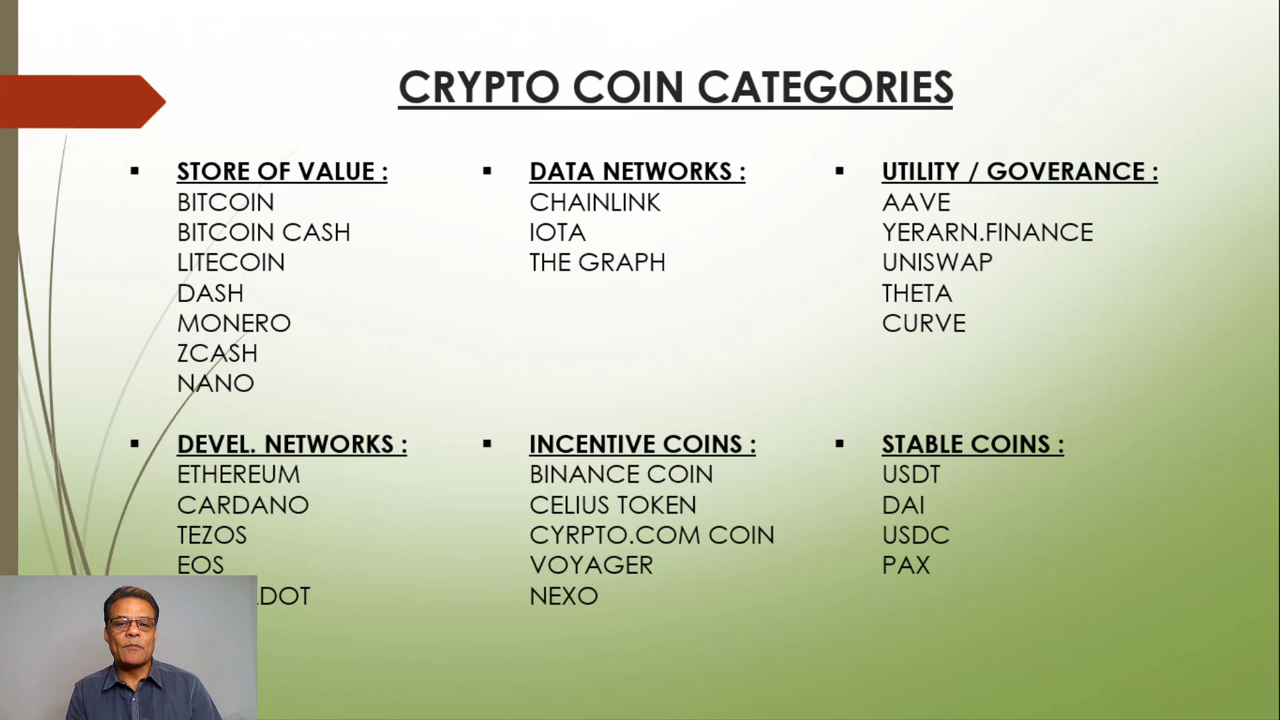 CRYPTO COIN CATEGORIES
▪ STORE OF VALUE :
BITCOIN
BITCOIN CASH
LITECOIN
DASH
MONERO
ZCASH
NANO
▪ DATA NETWORKS :
CHAINLINK
IOTA
THE GRAPH
▪ UTILITY / GOVERANCE :
AAVE
YERARN.FINANCE
UNISWAP
THETA
CURVE
▪ DEVEL. NETWORKS :
ETHEREUM
CARDANO
TEZOS
EOS
▪ INCENTIVE COINS :
BINANCE COIN
CELIUS TOKEN
CYRPTO.COM COIN
VOYAGER
NEXO
▪ STABLE COINS :
USDT
DAI
USDC
PAX